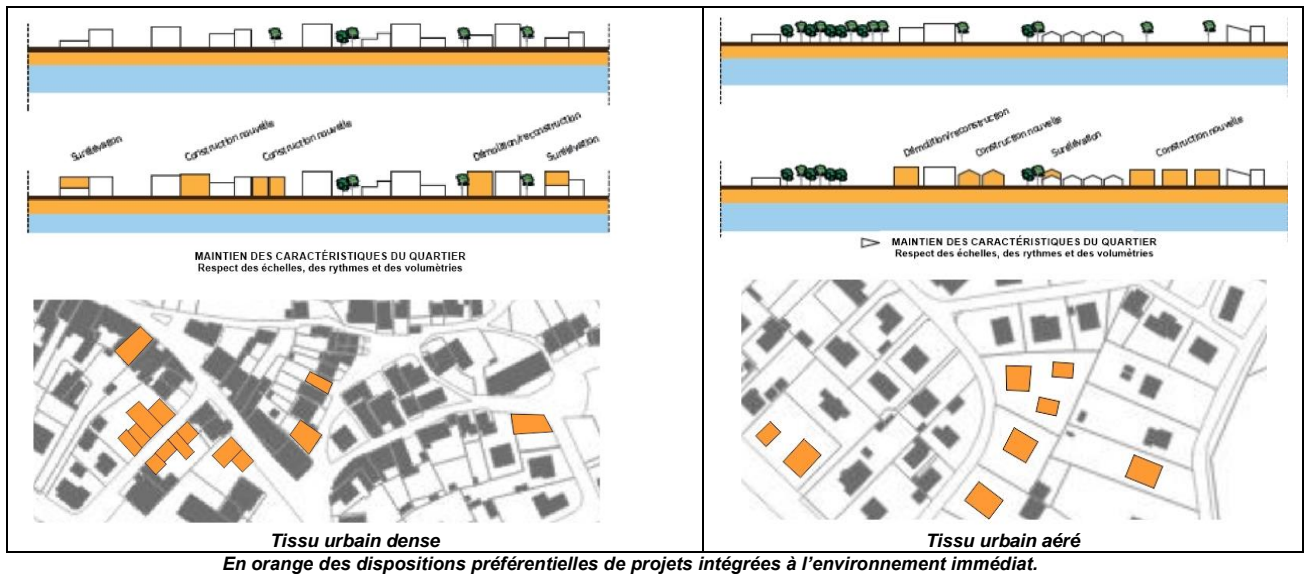 Surélévation
Construction nouvelle
Construction nouvelle
Démolition/reconstruction
Surélévation
MAINTIEN DES CARACTÉRISTIQUES DU QUARTIER
Respect des échelles, des rythmes et des volumètries
Tissu urbain dense
Démolition/reconstruction
Construction nouvelle
Surélévation
Construction nouvelle
MAINTIEN DES CARACTÉRISTIQUES DU QUARTIER
Respect des échelles, des rythmes et des volumètries
Tissu urbain aéré
En orange des dispositions préférentielles de projets intégrées à l'environnement immédiat.